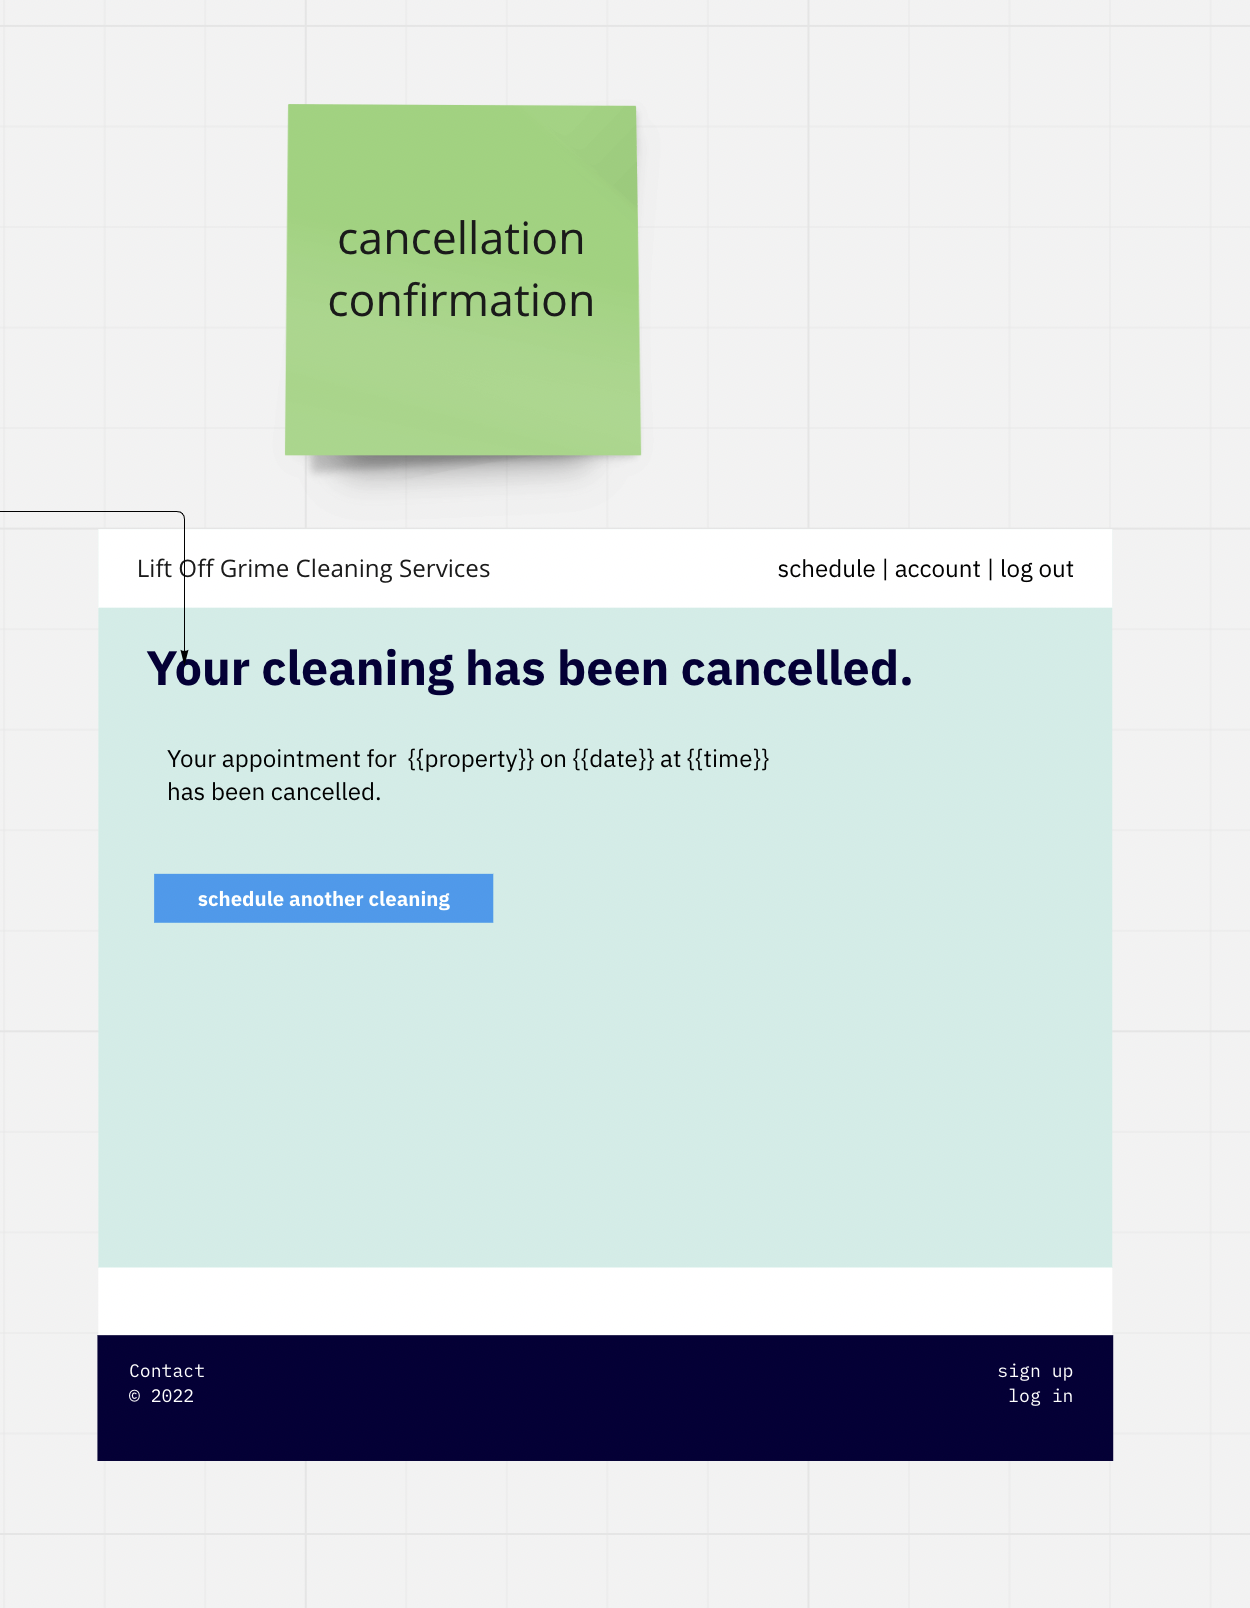 cancellation
confirmation
Lift Off Grime Cleaning Services
schedule | account | log out
Your cleaning has been cancelled.
Your appointment for {{property}} on {{date}} at {{time}}
has been cancelled.
schedule another cleaning
Contact
© 2022
sign up
log in